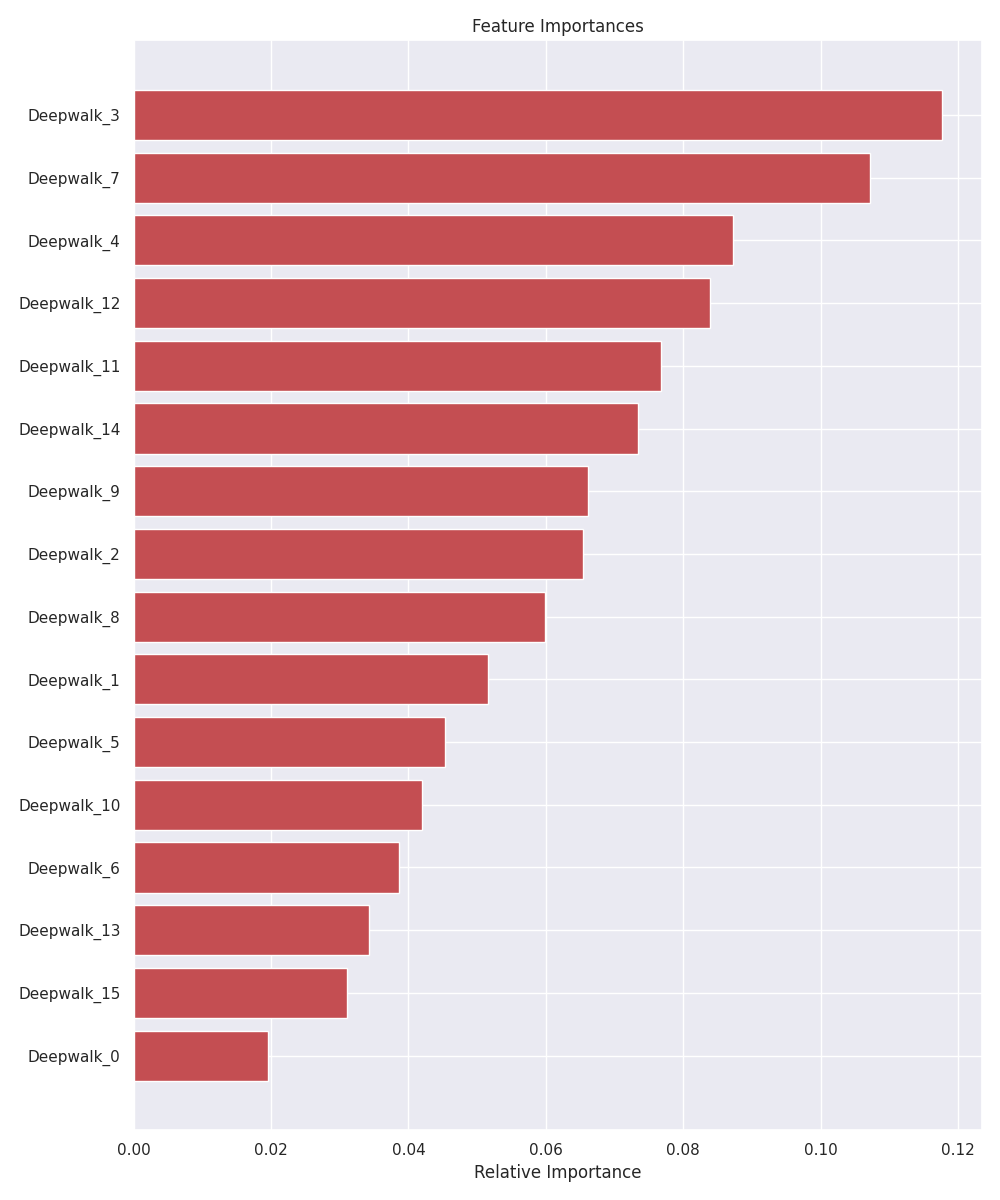 Feature Importances
Deepwalk_3
Deepwalk_7
Deepwalk_4
Deepwalk_12
Deepwalk_11
Deepwalk_14
Deepwalk_9
Deepwalk_2
Deepwalk_8
Deepwalk_1
Deepwalk_5
Deepwalk_10
Deepwalk_6
Deepwalk_13
Deepwalk_15
Deepwalk_0
0.00 0.02 0.04 0.06 0.08 0.10 0.12
Relative Importance